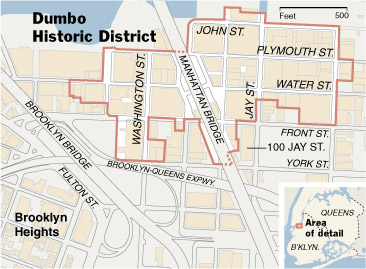 Dumbo
Historic District
Feet 500
JOHN ST.
PLYMOUTH ST.
WATER ST.
WASHINGTON ST.
MANHATTAN BRIDGE
JAY ST.
FRONT ST.
100 JAY ST.
YORK ST.
BROOKLYN BRIDGE
BROOKLYN-QUEENS EXPWY.
FULTON ST.
Brooklyn
Heights
QUEENS
Area
of detail
B'KLYN.